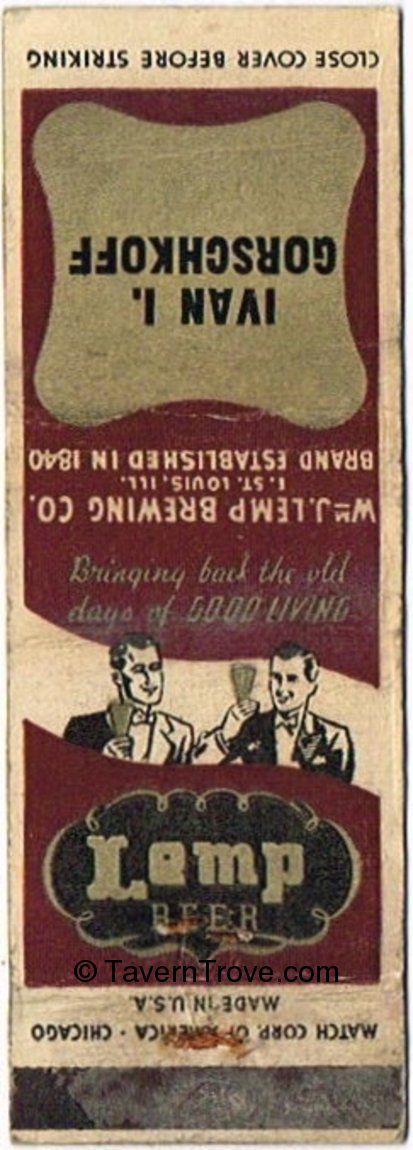 CLOSE COVER BEFORE STRIKING
IVAN I.
GORSCHKOFF
WM. J. LEMP BREWING CO.
E. ST. LOUIS, ILL.
BRAND ESTABLISHED IN 1840
Bringing back the old
days of GOOD LIVING
Lemp
BEER
© TavernTrove.com
MATCH CORP. OF AMERICA · CHICAGO
MADE IN U.S.A.